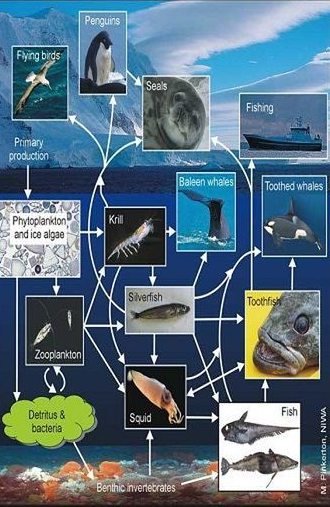 Penguins
Flying birds
Seals
Fishing
Primary
production
Baleen whales
Toothed whales
Phytoplankton
and ice algae
Krill
Silverfish
Toothfish
Zooplankton
Detritus &
bacteria
Squid
Fish
Benthic invertebrates
M. Pinkerton, NIWA